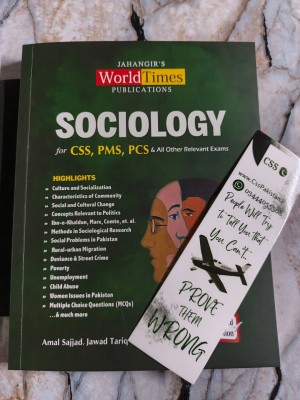 JAHANGIR'S
WorldTimes
PUBLICATIONS
SOCIOLOGY
for CSS, PMS, PCS & All Other Relevant Exams
HIGHLIGHTS
» Culture and Socialization
» Characteristics of Community
» Social and Cultural Change
» Concepts Relevant to Politics
» Ibn-e-Khaldun, Marx, Comte, et. al.
» Methods in Sociological Research
» Social Problems in Pakistan
» Rural-urban Migration
» Deviance & Street Crime
» Poverty
» Unemployment
» Child Abuse
» Women Issues in Pakistan
» Multiple Choice Questions (MCQs)
...& much more
Amal Sajjad. Jawad Tariq
CSS
People Will Try
To Tell You That
You Can't...
PROVE
THEM
WRONG